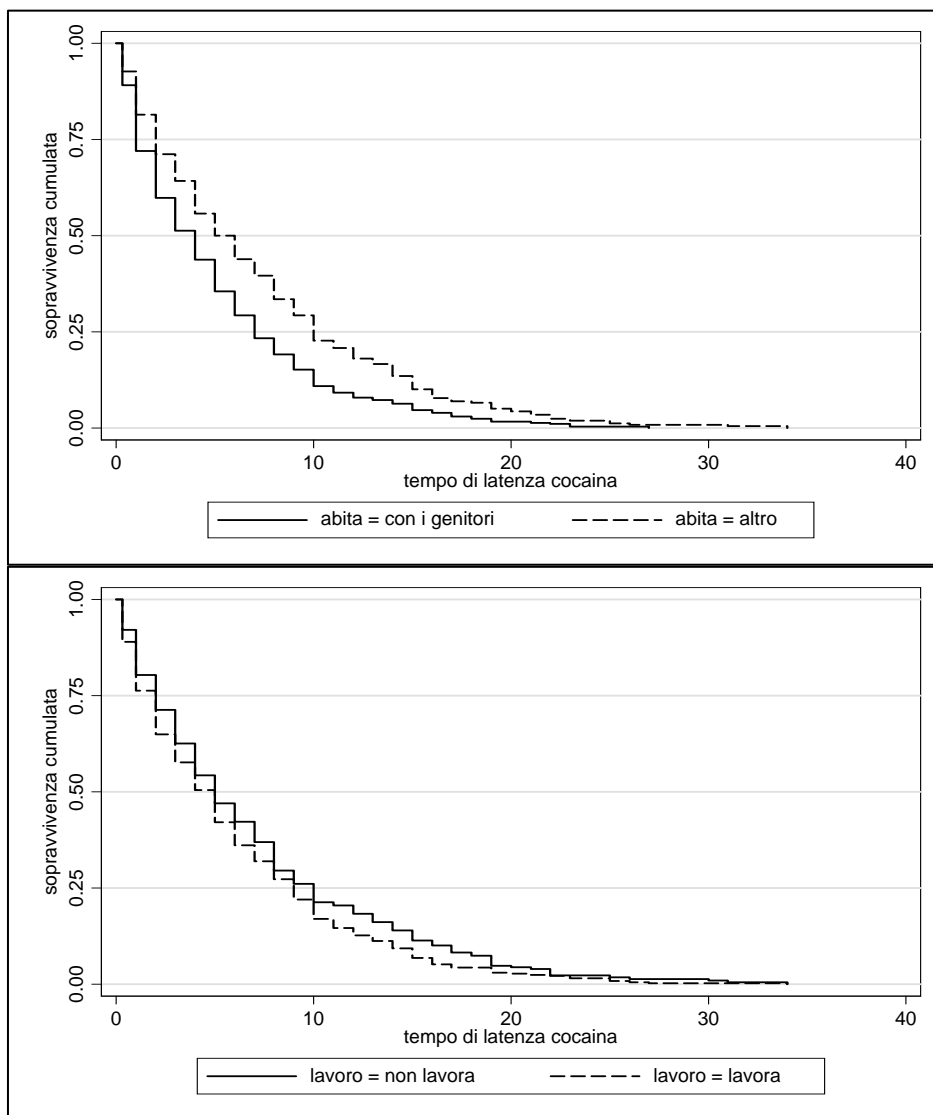 sopravvivenza cumulata
1.00
0.75
0.50
0.25
0.00
0 10 20 30 40
tempo di latenza cocaina
abita = con i genitori abita = altro
sopravvivenza cumulata
1.00
0.75
0.50
0.25
0.00
0 10 20 30 40
tempo di latenza cocaina
lavoro = non lavora lavoro = lavora